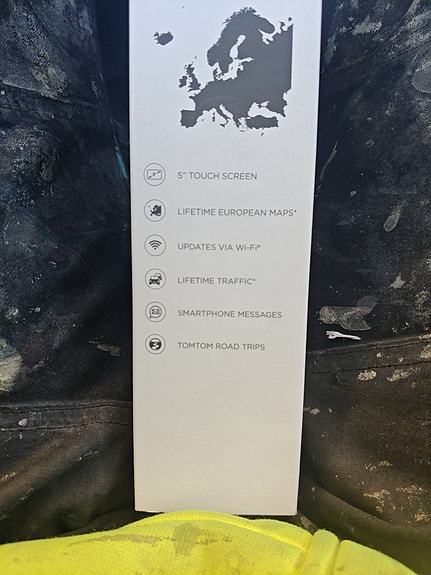 5" TOUCH SCREEN
LIFETIME EUROPEAN MAPS*
UPDATES VIA Wi-Fi®
LIFETIME TRAFFIC*
SMARTPHONE MESSAGES
TOMTOM ROAD TRIPS